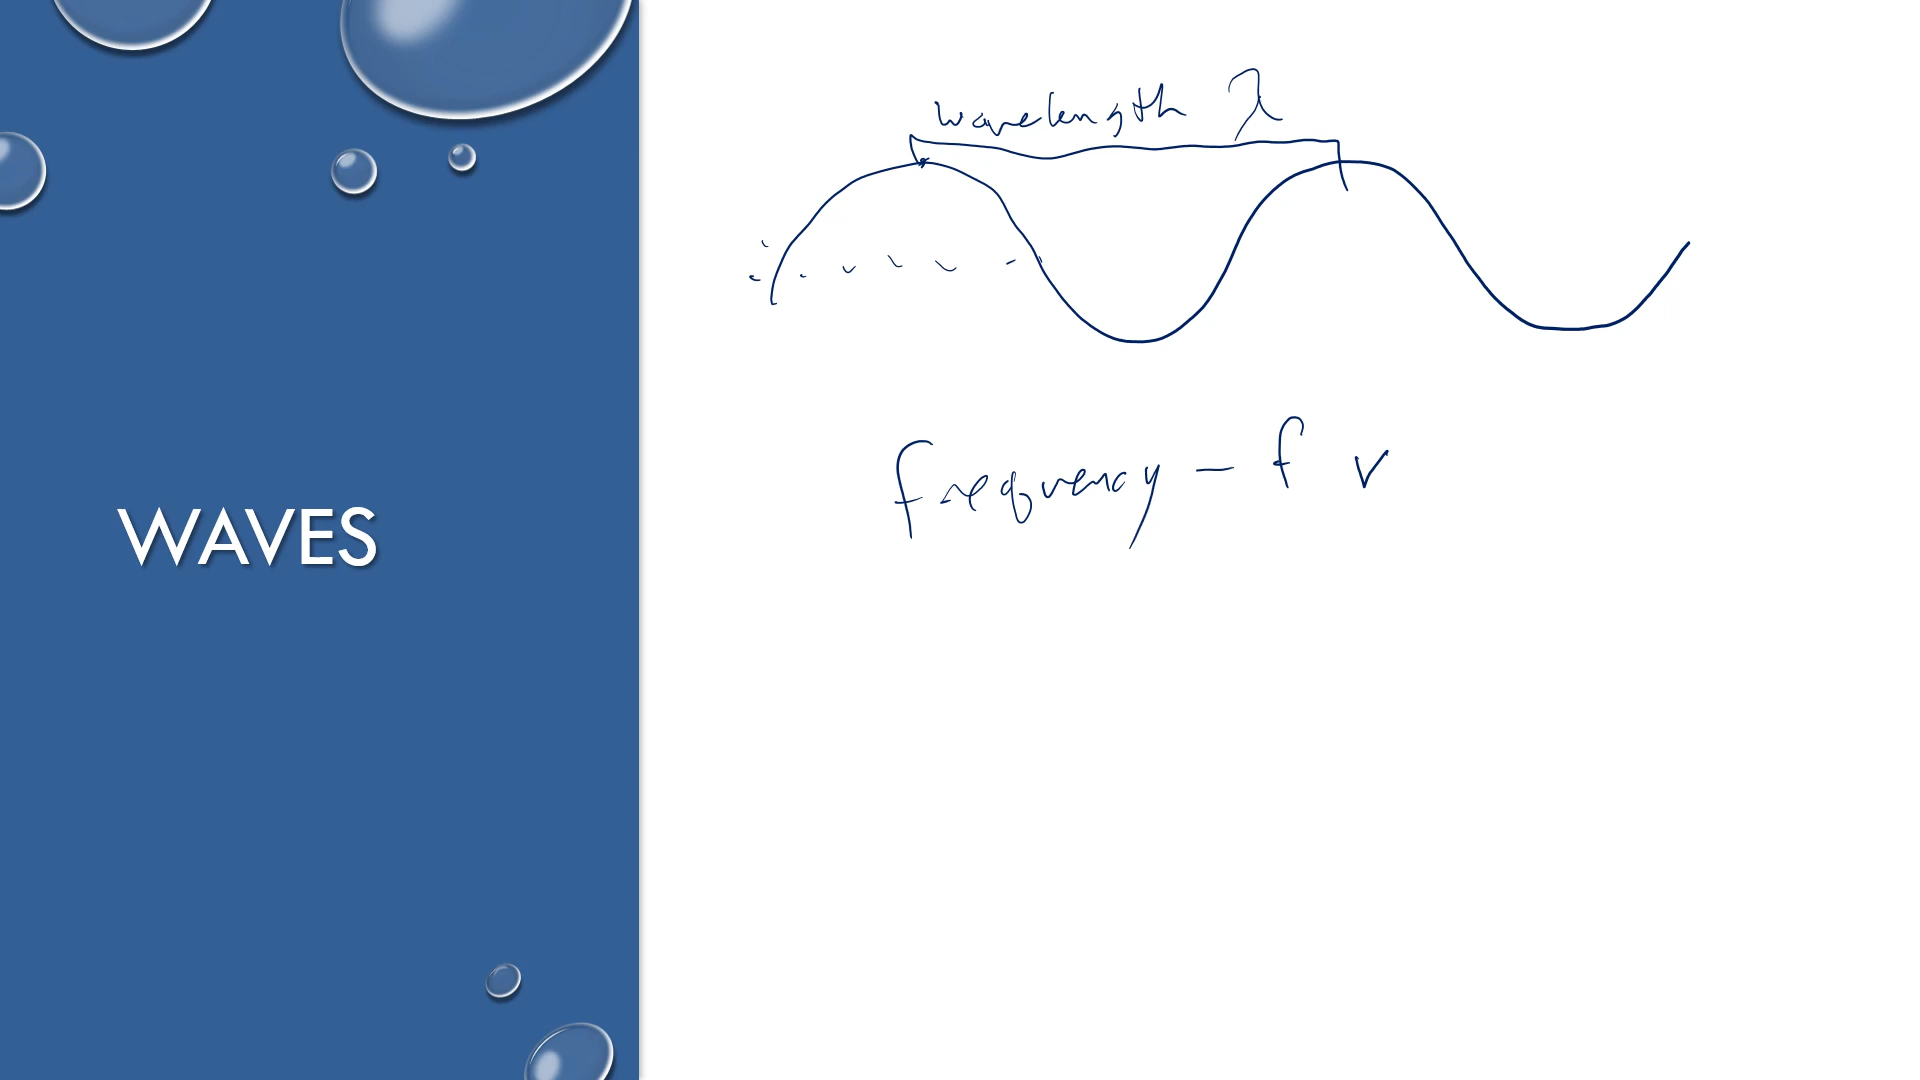 WAVES
wavelength λ
frequency - f ν